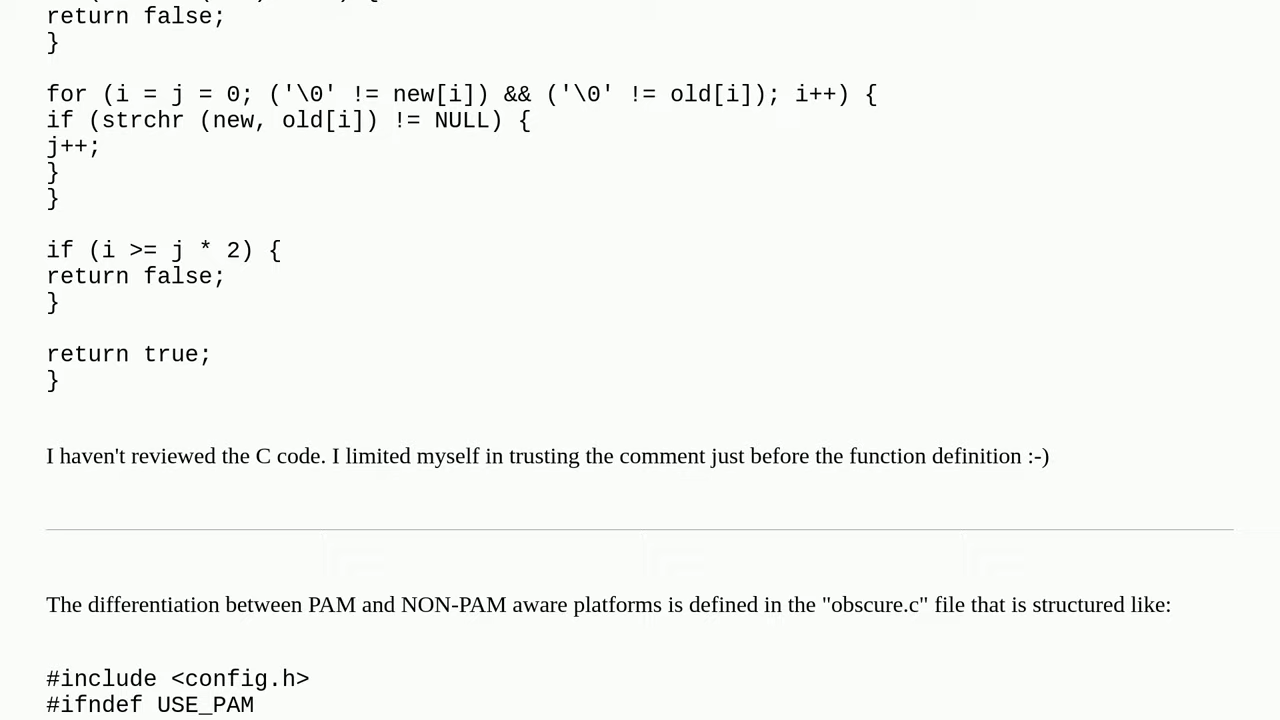 return false;
}
for (i = j = 0; ('\0' != new[i]) && ('\0' != old[i]); i++) {
if (strchr (new, old[i]) != NULL) {
j++;
}
}
if (i >= j * 2) {
return false;
}
return true;
}
I haven't reviewed the C code. I limited myself in trusting the comment just before the function definition :-)
The differentiation between PAM and NON-PAM aware platforms is defined in the "obscure.c" file that is structured like:
#include <config.h>
#ifndef USE_PAM